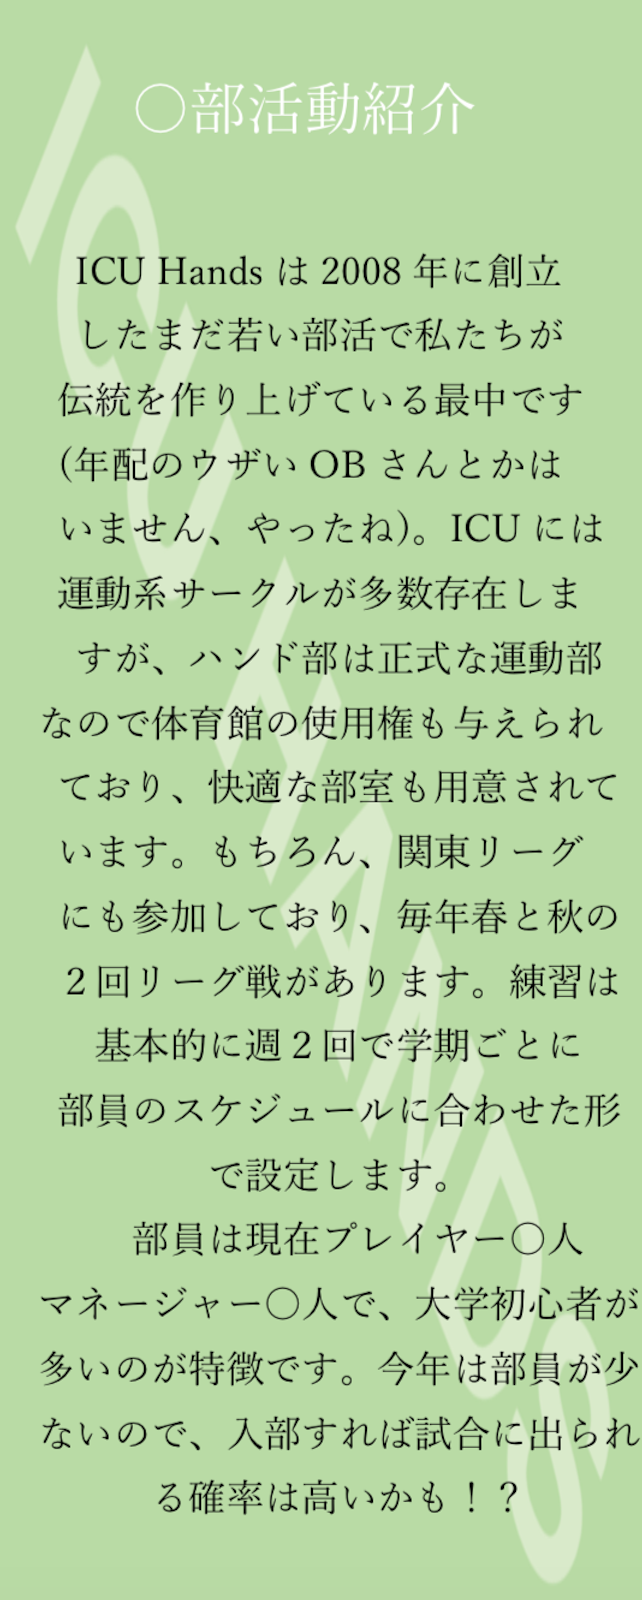 〇部活動紹介
ICU Hands は 2008 年に創立
したまだ若い部活で私たちが
伝統を作り上げている最中です
(年配のウザい OB さんとかは
いません、やったね)。ICU には
運動系サークルが多数存在しま
すが、ハンド部は正式な運動部
なので体育館の使用権も与えられ
ており、快適な部室も用意されて
います。もちろん、関東リーグ
にも参加しており、毎年春と秋の
２回リーグ戦があります。練習は
基本的に週２回で学期ごとに
部員のスケジュールに合わせた形
で設定します。
部員は現在プレイヤー〇人
マネージャー〇人で、大学初心者が
多いのが特徴です。今年は部員が少
ないので、入部すれば試合に出られ
る確率は高いかも！？
ICU HANDS